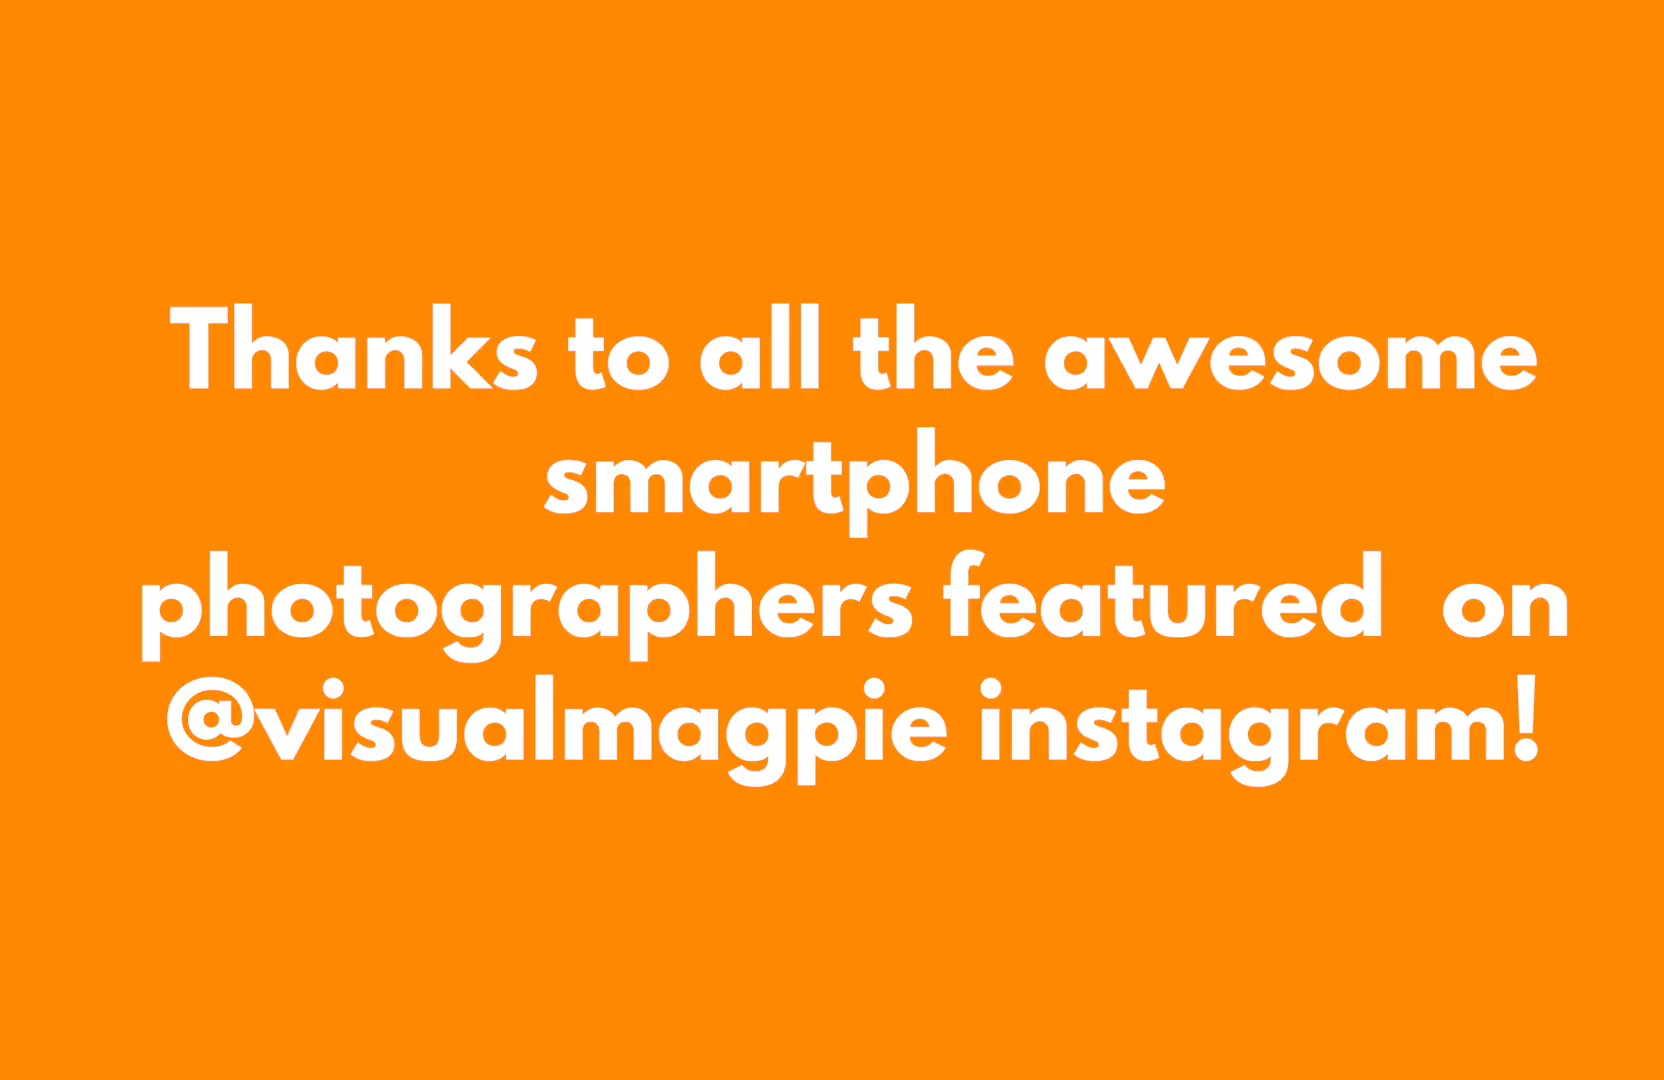 Thanks to all the awesome
smartphone
photographers featured  on
@visualmagpie instagram!